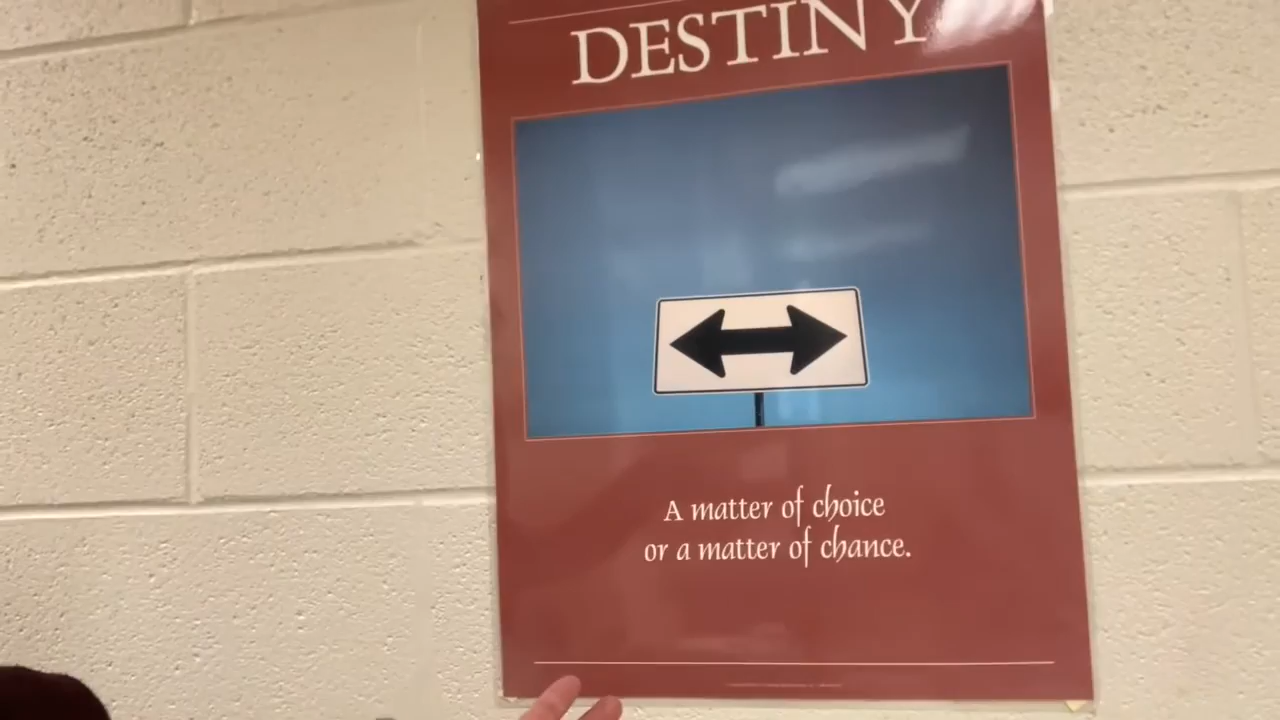 DESTINY
A matter of choice
or a matter of chance.